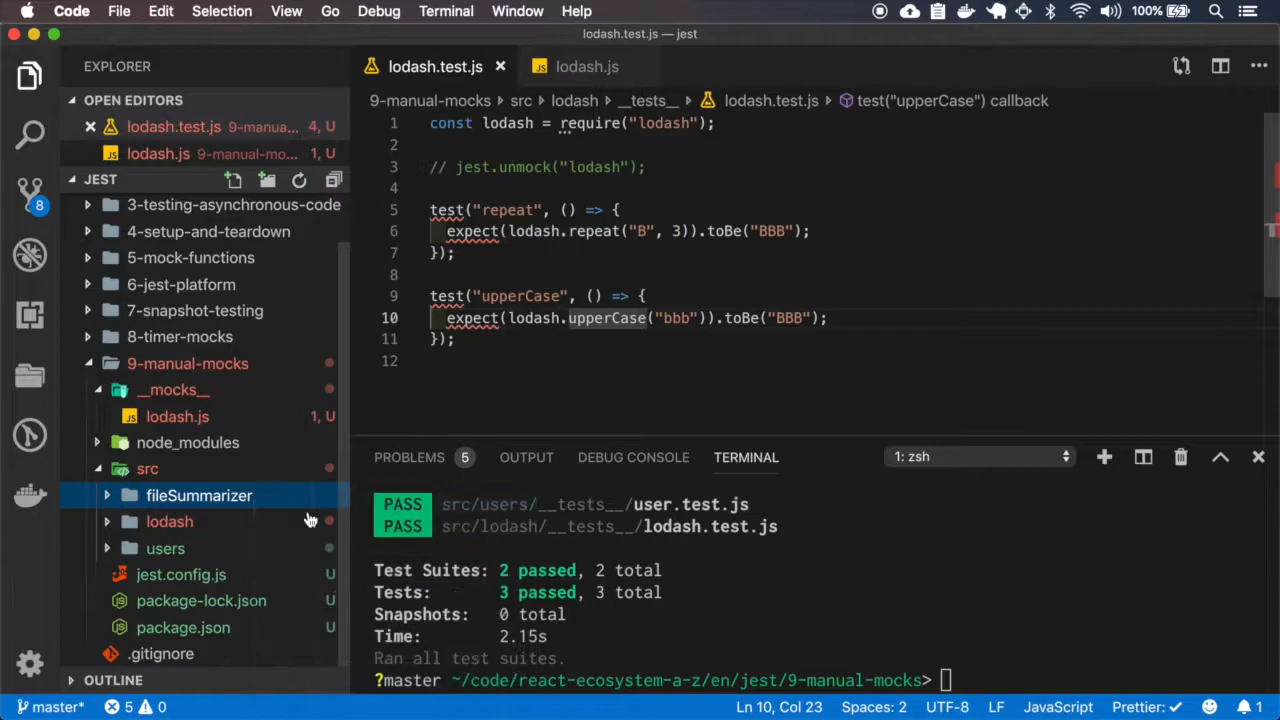 Code File Edit Selection View Go Debug Terminal Window Help 100%
lodash.test.js — jest
EXPLORER
OPEN EDITORS
lodash.test.js 9-manua... 4, U
lodash.js 9-manual-mo... 1, U
JEST
3-testing-asynchronous-code
4-setup-and-teardown
5-mock-functions
6-jest-platform
7-snapshot-testing
8-timer-mocks
9-manual-mocks
__mocks__
lodash.js 1, U
node_modules
src
fileSummarizer
lodash
users
jest.config.js U
package-lock.json U
package.json U
.gitignore
OUTLINE
8
lodash.test.js lodash.js
9-manual-mocks src lodash __tests__ lodash.test.js test("upperCase") callback
1 const lodash = require("lodash");
2
3 // jest.unmock("lodash");
4
5 test("repeat", () => {
6 expect(lodash.repeat("B", 3)).toBe("BBB");
7 });
8
9 test("upperCase", () => {
10 expect(lodash.upperCase("bbb")).toBe("BBB");
11 });
12
PROBLEMS 5 OUTPUT DEBUG CONSOLE TERMINAL 1: zsh
PASS src/users/__tests__/user.test.js
PASS src/lodash/__tests__/lodash.test.js
Test Suites: 2 passed, 2 total
Tests: 3 passed, 3 total
Snapshots: 0 total
Time: 2.15s
Ran all test suites.
?master ~/code/react-ecosystem-a-z/en/jest/9-manual-mocks>
master* 5 0 Ln 10, Col 23 Spaces: 2 UTF-8 LF JavaScript Prettier: ✓ 1